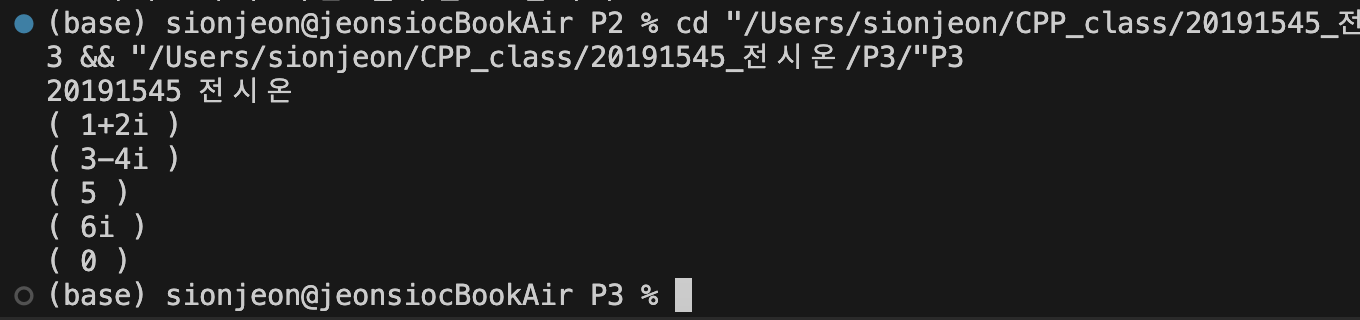 (base) sionjeon@jeonsiocBookAir P2 % cd "/Users/sionjeon/CPP_class/20191545_전
3 && "/Users/sionjeon/CPP_class/20191545_전시온/P3/"P3
20191545 전시온
( 1+2i )
( 3-4i )
( 5 )
( 6i )
( 0 )
(base) sionjeon@jeonsiocBookAir P3 %